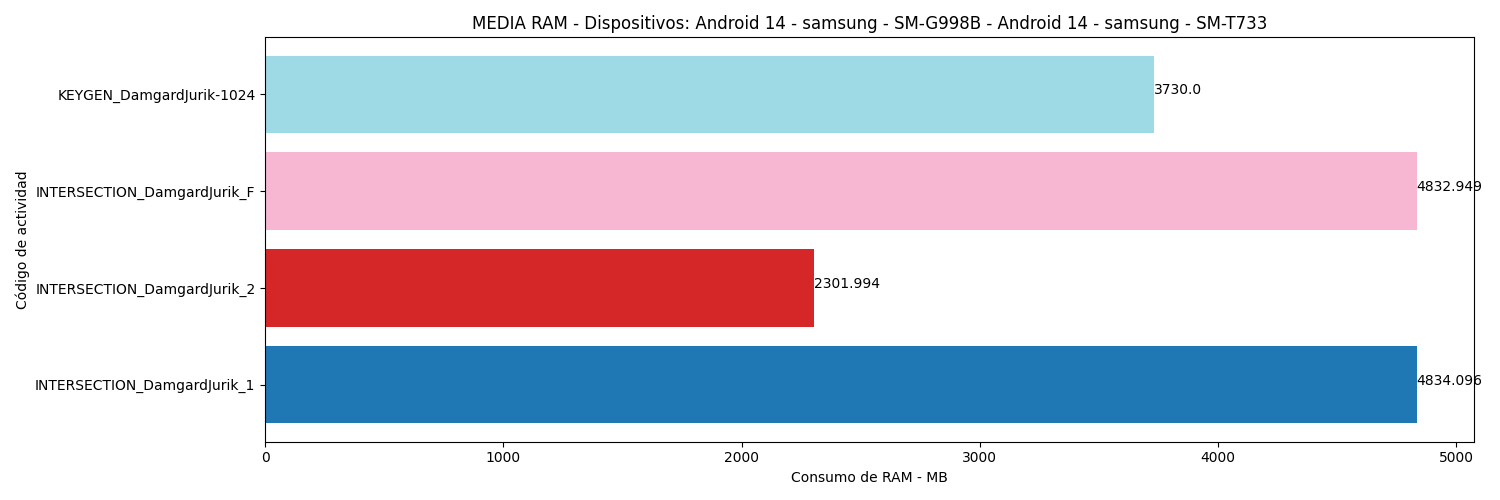 MEDIA RAM - Dispositivos: Android 14 - samsung - SM-G998B - Android 14 - samsung - SM-T733
Código de actividad
KEYGEN_DamgardJurik-1024
3730.0
INTERSECTION_DamgardJurik_F
4832.949
INTERSECTION_DamgardJurik_2
2301.994
INTERSECTION_DamgardJurik_1
4834.096
0 1000 2000 3000 4000 5000
Consumo de RAM - MB